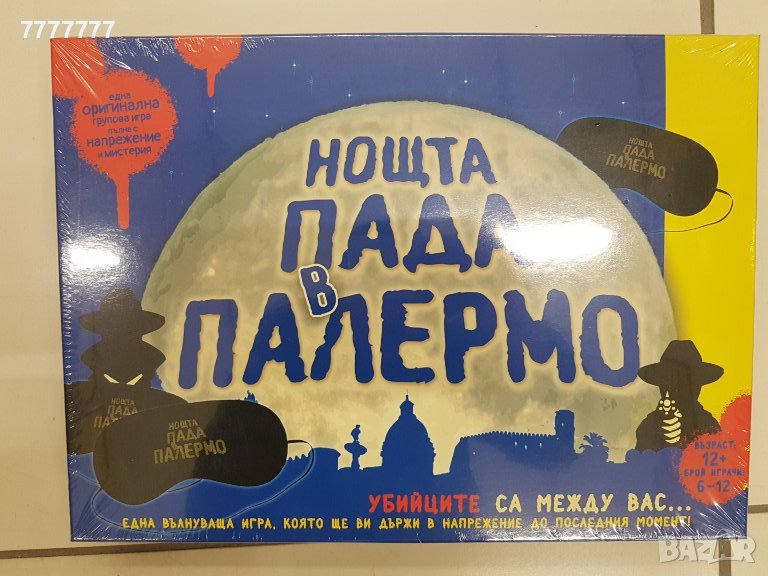 7777777
една
оригинална
групова игра
пълна с
напрежение
и мистерия
НОЩТА
ПАДА
ПАЛЕРМО
НОЩТА
ПАДА
В
ПАЛЕРМО
НОЩТА
ПАДА
НОЩТА
ПАДА
ПАЛЕРМО
ВЪЗРАСТ:
12+
БРОЙ ИГРАЧИ:
6-12
УБИЙЦИТЕ СА МЕЖДУ ВАС...
ЕДНА ВЪЛНУВАЩА ИГРА, КОЯТО ЩЕ ВИ ДЪРЖИ В НАПРЕЖЕНИЕ ДО ПОСЛЕДНИЯ МОМЕНТ!
BAZAR